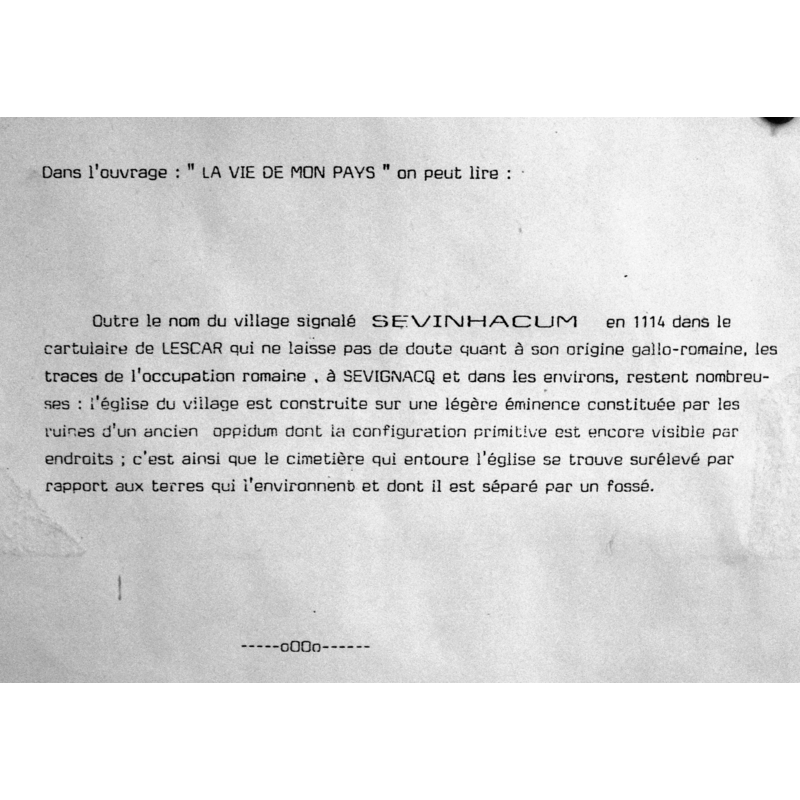 Dans l'ouvrage : " LA VIE DE MON PAYS " on peut lire :
Outre le nom du village signalé SEVINHACUM en 1114 dans le
cartulaire de LESCAR qui ne laisse pas de doute quant à son origine gallo-romaine, les
traces de l'occupation romaine , à SEVIGNACQ et dans les environs, restent nombreu-
ses : l'église du village est construite sur une légère éminence constituée par les
ruines d'un ancien oppidum dont la configuration primitive est encore visible par
endroits ; c'est ainsi que le cimetière qui entoure l'église se trouve surélevé par
rapport aux terres qui l'environnent et dont il est séparé par un fossé.
-----oOOo------